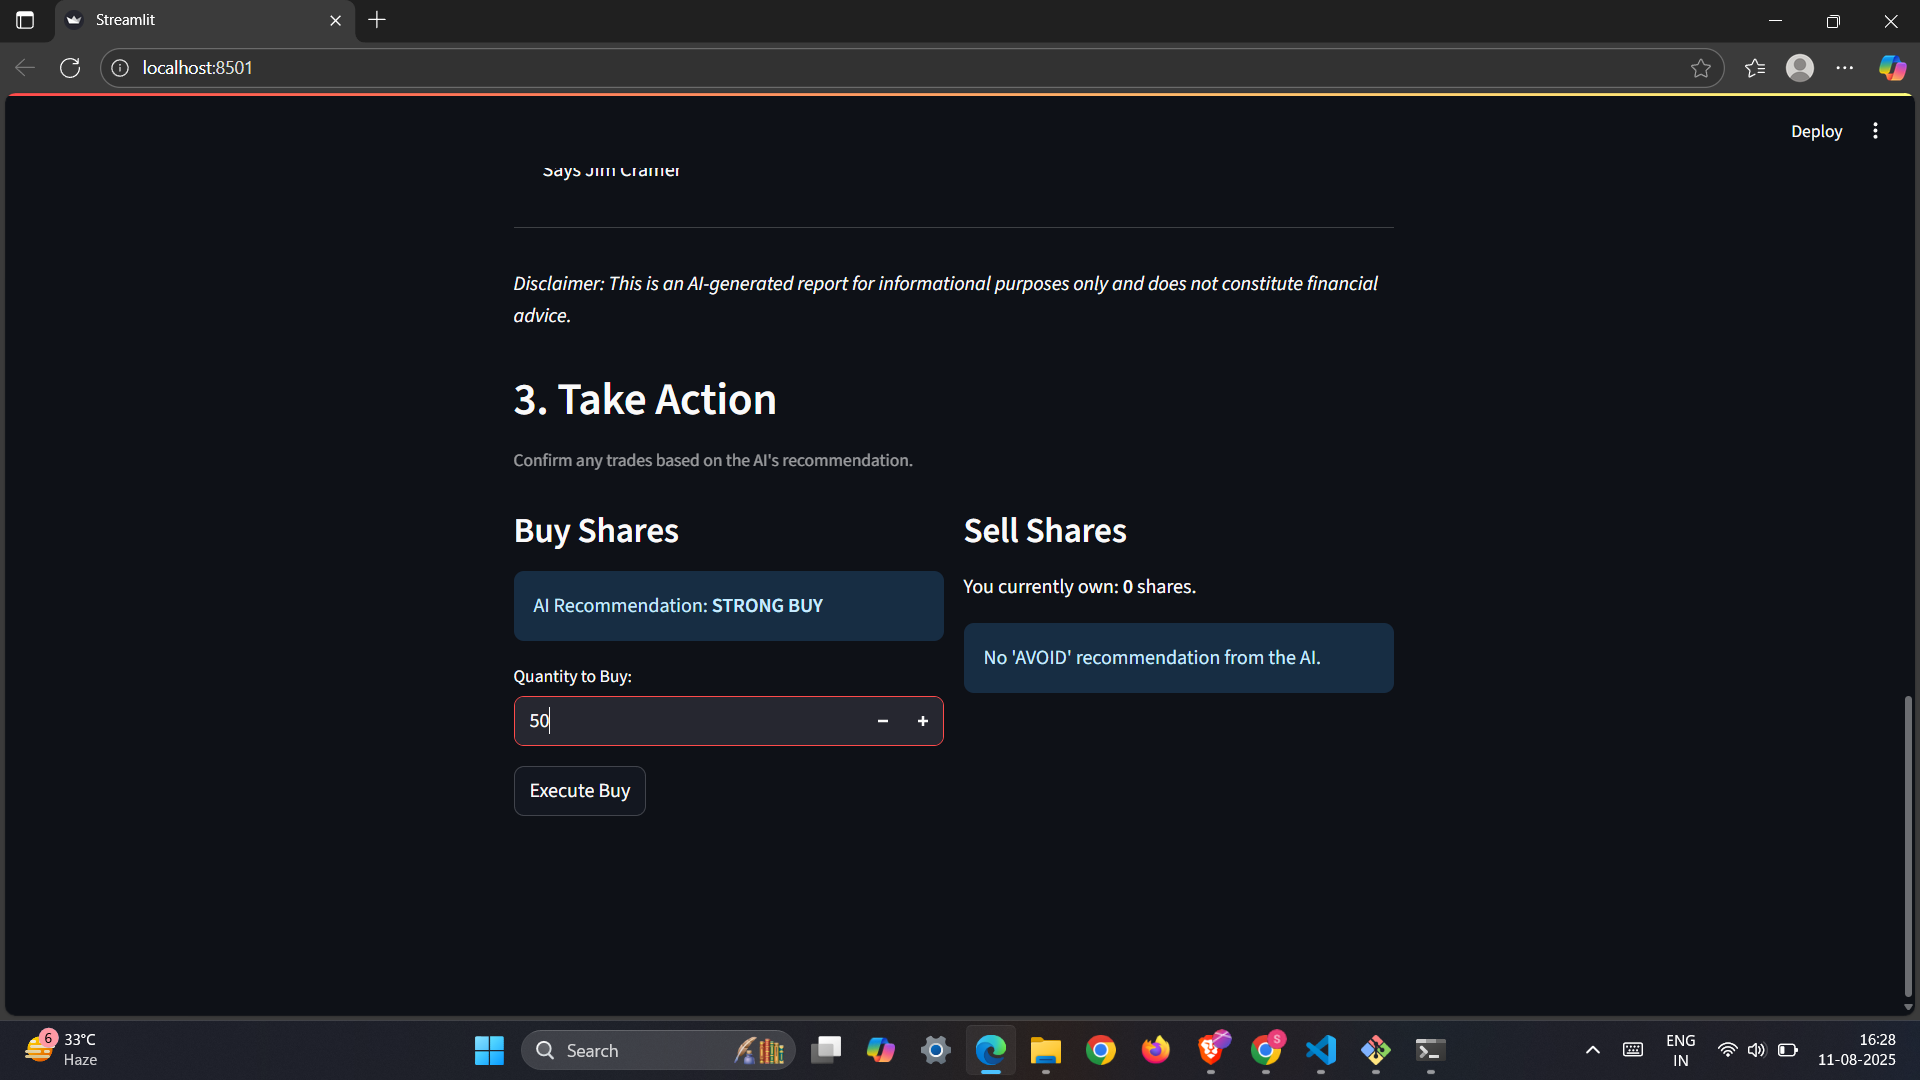 Streamlit
localhost:8501
Deploy
Says Jim Cramer
Disclaimer: This is an AI-generated report for informational purposes only and does not constitute financial
advice.
3. Take Action
Confirm any trades based on the AI's recommendation.
Buy Shares
AI Recommendation: STRONG BUY
Quantity to Buy:
50
Execute Buy
Sell Shares
You currently own: 0 shares.
No 'AVOID' recommendation from the AI.
6
33°C
Haze
Search
S
ENG
IN
16:28
11-08-2025